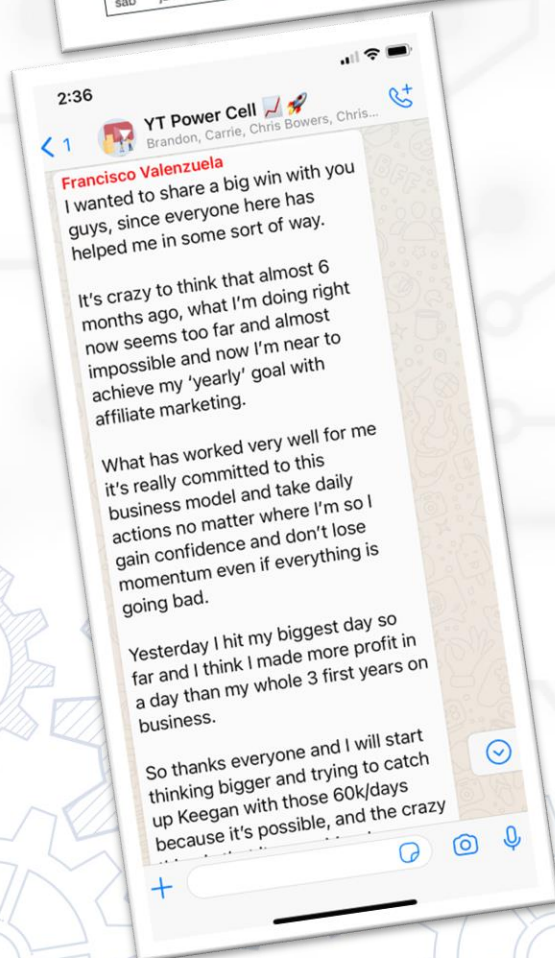 sab
2:36
1
YT Power Cell 📈 🚀
Brandon, Carrie, Chris Bowers, Chris...
Francisco Valenzuela
I wanted to share a big win with you
guys, since everyone here has
helped me in some sort of way.
It's crazy to think that almost 6
months ago, what I'm doing right
now seems too far and almost
impossible and now I'm near to
achieve my 'yearly' goal with
affiliate marketing.
What has worked very well for me
it's really committed to this
business model and take daily
actions no matter where I'm so I
gain confidence and don't lose
momentum even if everything is
going bad.
Yesterday I hit my biggest day so
far and I think I made more profit in
a day than my whole 3 first years on
business.
So thanks everyone and I will start
thinking bigger and trying to catch
up Keegan with those 60k/days
because it's possible, and the crazy